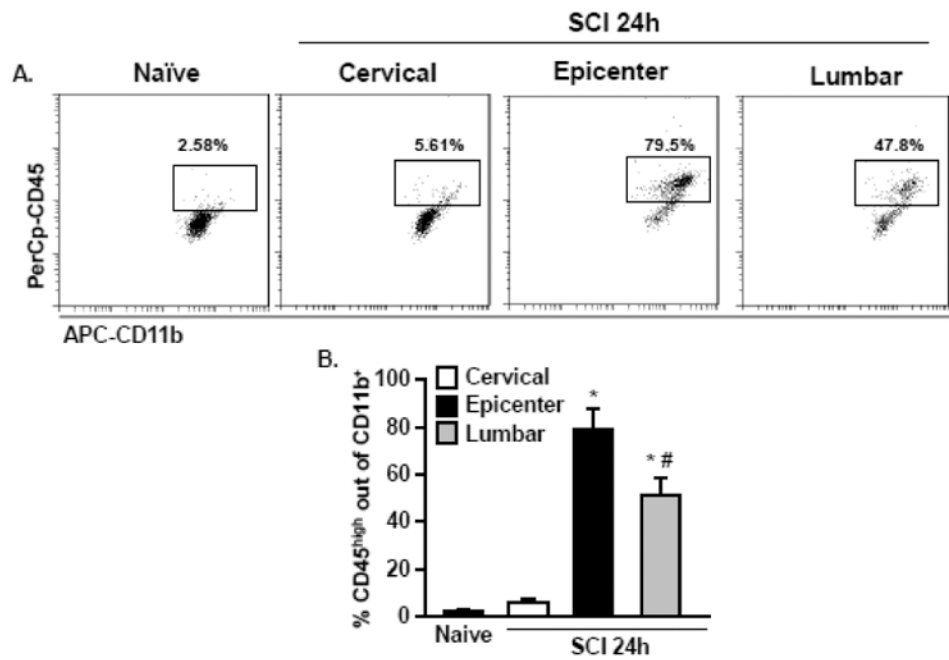 SCI 24h
A.
Naïve
Cervical
Epicenter
Lumbar
2.58%
5.61%
79.5%
47.8%
PerCp-CD45
APC-CD11b
B.
% CD45high out of CD11b+
100
80
60
40
20
0
Cervical
Epicenter
Lumbar
*
* #
Naive
SCI 24h